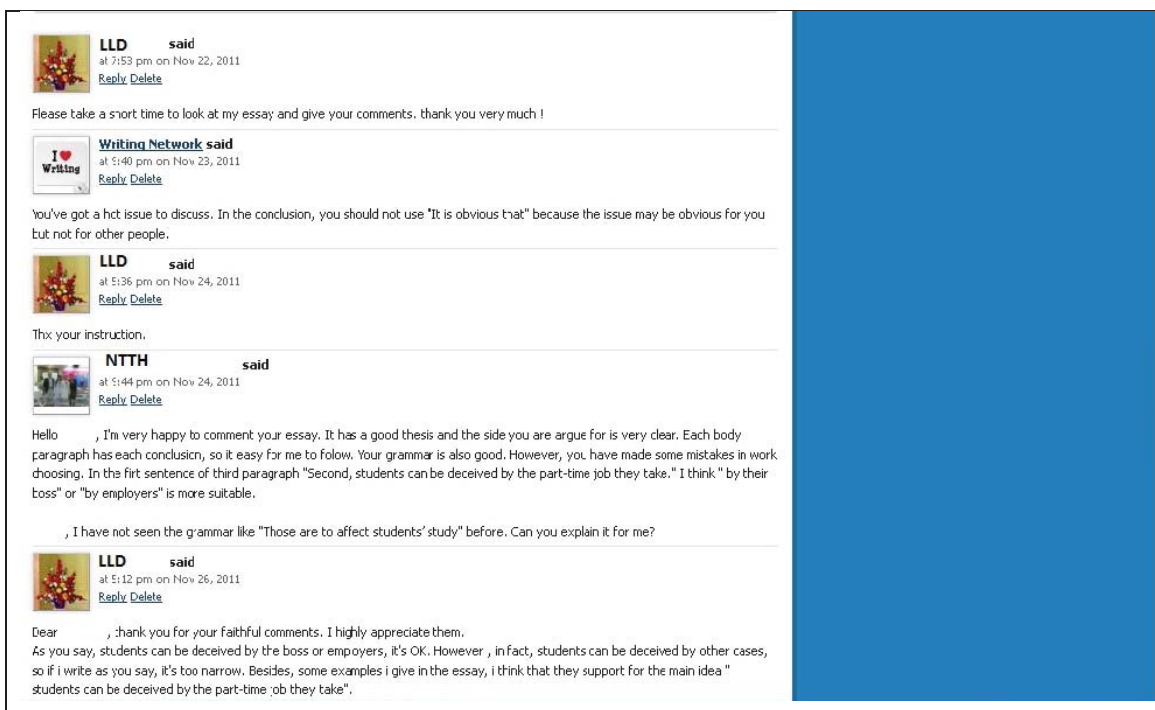 LLD said
at 7:53 pm on Nov 22, 2011
Reply Delete
Please take a short time to look at my essay and give your comments. thank you very much !
I ❤ Writing
Writing Network said
at 9:40 pm on Nov 23, 2011
Reply Delete
You've got a hot issue to discuss. In the conclusion, you should not use "It is obvious that" because the issue may be obvious for you
but not for other people.
LLD said
at 5:36 pm on Nov 24, 2011
Reply Delete
Thx your instruction.
NTTH said
at 9:44 pm on Nov 24, 2011
Reply Delete
Hello , I'm very happy to comment your essay. It has a good thesis and the side you are argue for is very clear. Each body
paragraph has each conclusion, so it easy for me to folow. Your grammar is also good. However, you have made some mistakes in work
choosing. In the firt sentence of third paragraph "Second, students can be deceived by the part-time job they take." I think " by their
boss" or "by employers" is more suitable.
, I have not seen the grammar like "Those are to affect students' study" before. Can you explain it for me?
LLD said
at 5:12 pm on Nov 26, 2011
Reply Delete
Dear , thank you for your faithful comments. I highly appreciate them.
As you say, students can be deceived by the boss or empoyers, it's OK. However , in fact, students can be deceived by other cases,
so if i write as you say, it's too narrow. Besides, some examples i give in the essay, i think that they support for the main idea "
students can be deceived by the part-time job they take".